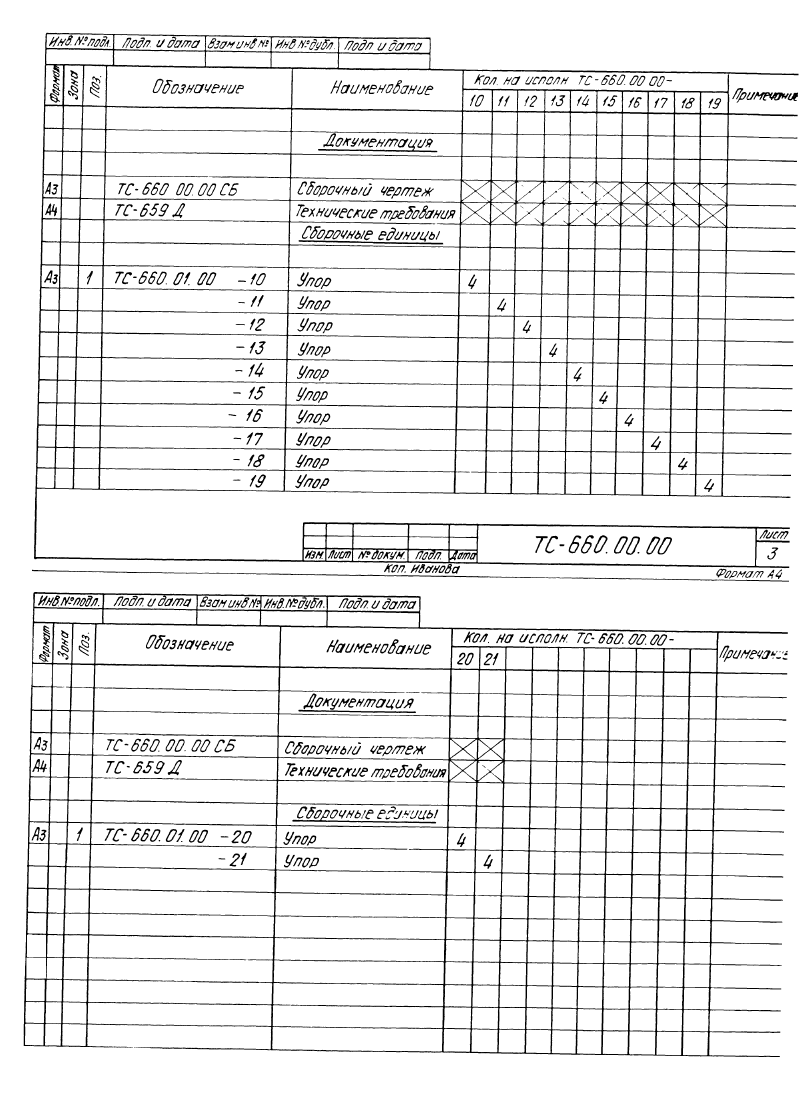 Инв № подл. Подп. и дата Взам инв № Инв № дубл. Подп и дата
Формат Зона Поз. Обозначение Наименование Кол. на исполн ТС-660.00 00- Примечание
10 11 12 13 14 15 16 17 18 19
Документация
А3 ТС-660 00.00 СБ Сборочный чертеж
А4 ТС-659 Д Технические требования
Сборочные единицы
А3 1 ТС-660.01.00 -10 Упор 4
-11 Упор 4
-12 Упор 4
-13 Упор 4
-14 Упор 4
-15 Упор 4
-16 Упор 4
-17 Упор 4
-18 Упор 4
-19 Упор 4
Изм Лист № докум. Подп. Дата ТС-660.00.00 Лист 3
Коп. Иванова Формат А4
Инв № подл. Подп. и дата Взам инв № Инв. № дубл. Подп. и дата
Формат Зона Поз. Обозначение Наименование Кол. на исполн. ТС-660.00.00- Примечание
20 21
Документация
А3 ТС-660.00.00 СБ Сборочный чертеж
А4 ТС-659 Д Технические требования
Сборочные единицы
А3 1 ТС-660.01.00 -20 Упор 4
-21 Упор 4